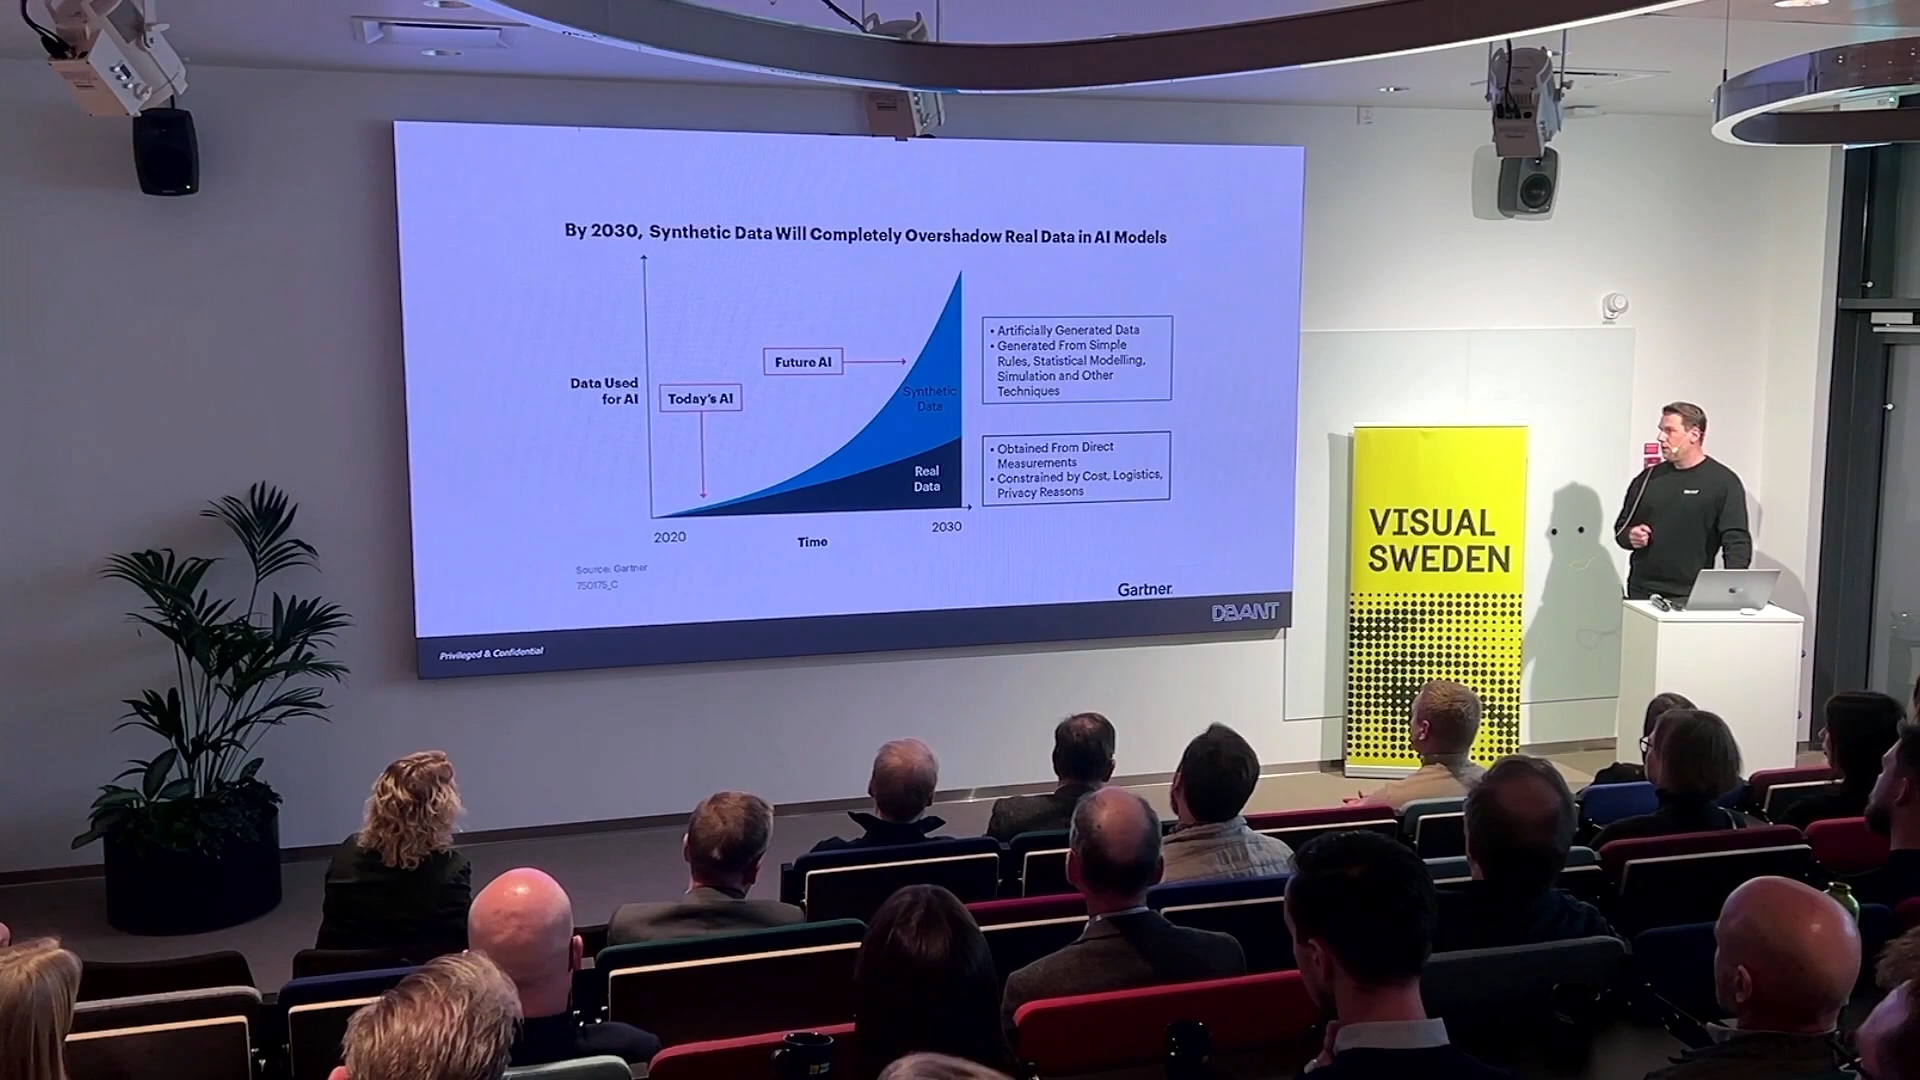 By 2030, Synthetic Data Will Completely Overshadow Real Data in AI Models
Data Used
for AI
Today's AI
Future AI
Synthetic
Data
Real
Data
• Artificially Generated Data
• Generated From Simple
Rules, Statistical Modelling,
Simulation and Other
Techniques
• Obtained From Direct
Measurements
• Constrained by Cost, Logistics,
Privacy Reasons
2020
Time
2030
Source: Gartner
750175_C
Gartner
Privileged & Confidential
VISUAL
SWEDEN